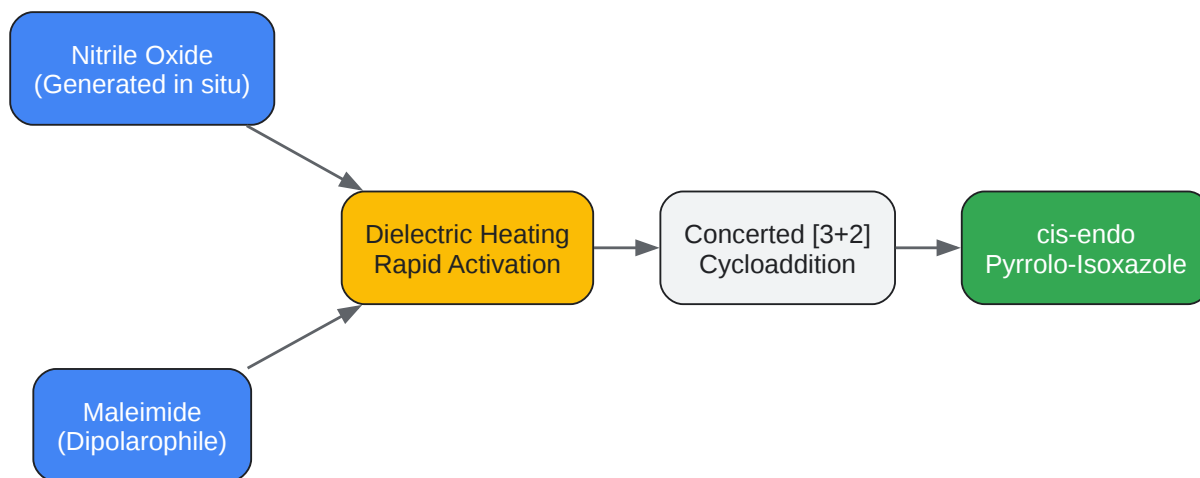 Nitrile Oxide
(Generated in situ)
Dielectric Heating
Rapid Activation
Concerted [3+2]
Cycloaddition
cis-endo
Pyrrolo-Isoxazole
Maleimide
(Dipolarophile)